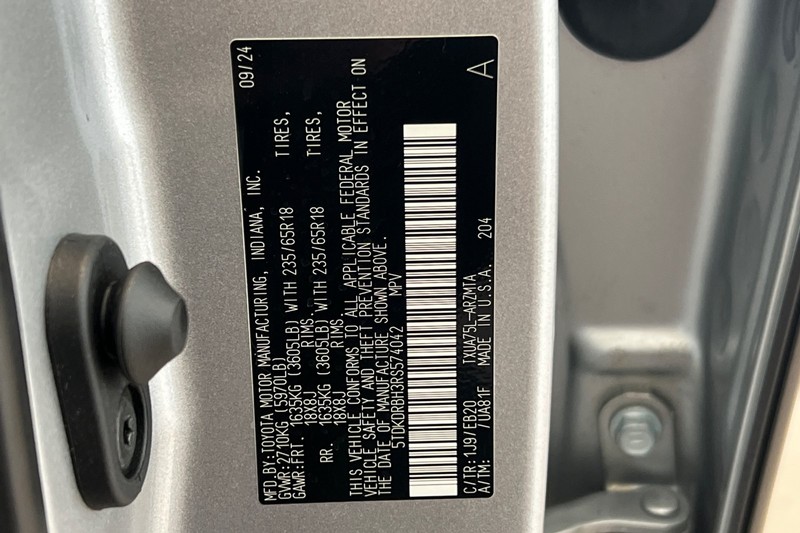 MFD.BY:TOYOTA MOTOR MANUFACTURING, INDIANA, INC. 09/24
GVWR:2710KG(5970LB)
GAWR:FRT. 1635KG (3605LB) WITH 235/65R18 TIRES,
18X8J RIMS
RR. 1635KG (3605LB) WITH 235/65R18 TIRES,
18X8J RIMS
THIS VEHICLE CONFORMS TO ALL APPLICABLE FEDERAL MOTOR
VEHICLE SAFETY AND THEFT PREVENTION STANDARDS IN EFFECT ON
THE DATE OF MANUFACTURE SHOWN ABOVE.
5TDKDRBH3RS574042 MPV
C/TR:1J9/EB20 TXUA75L-ARZMTA A
A/TM: /UA81F MADE IN U.S.A. 204